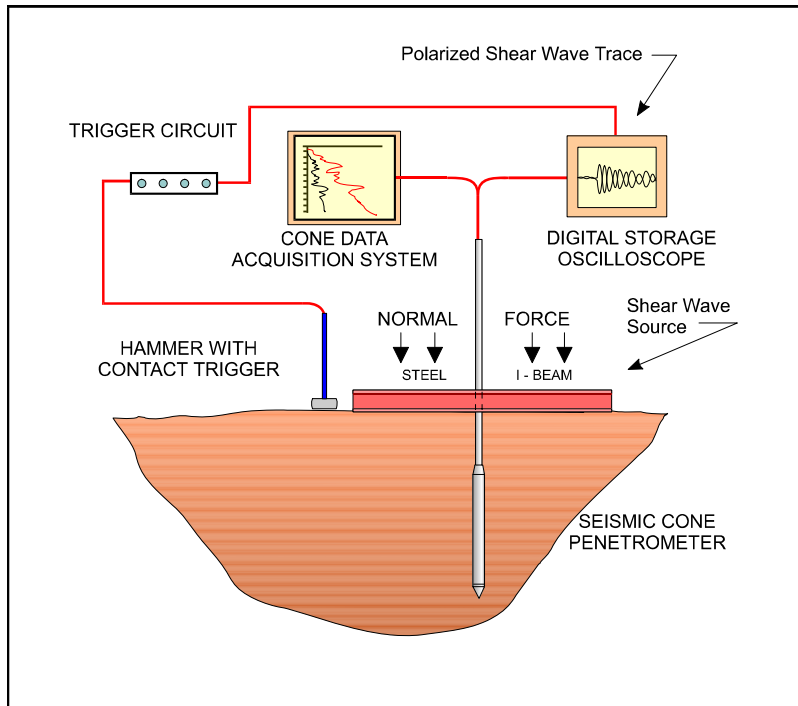 Polarized Shear Wave Trace
TRIGGER CIRCUIT
CONE DATA
ACQUISITION SYSTEM
DIGITAL STORAGE
OSCILLOSCOPE
Shear Wave
Source
NORMAL FORCE
HAMMER WITH
CONTACT TRIGGER
STEEL I - BEAM
SEISMIC CONE
PENETROMETER